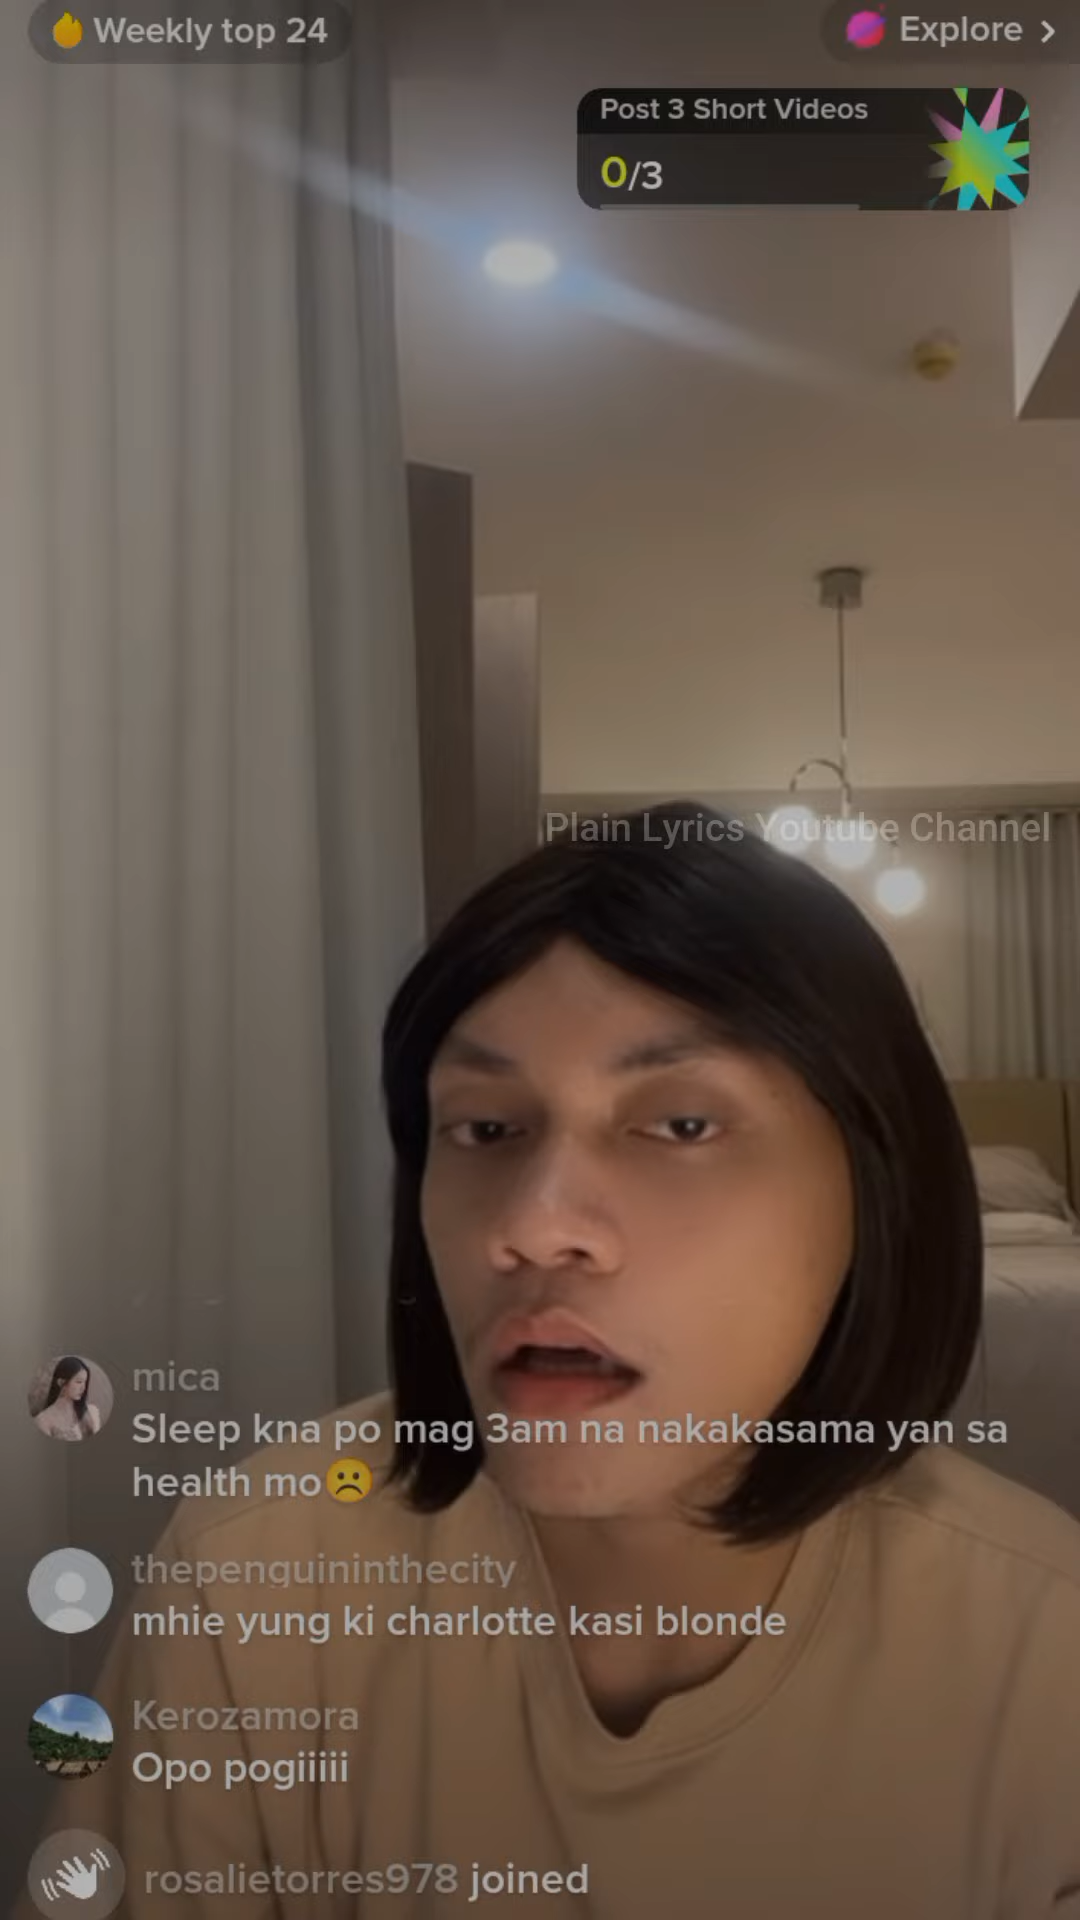 Weekly top 24
Explore >
Post 3 Short Videos
0/3
Plain Lyrics Youtube Channel
mica
Sleep kna po mag 3am na nakakasama yan sa
health mo☹️
thepenguininthecity
mhie yung ki charlotte kasi blonde
Kerozamora
Opo pogiiiii
rosalietorres978 joined